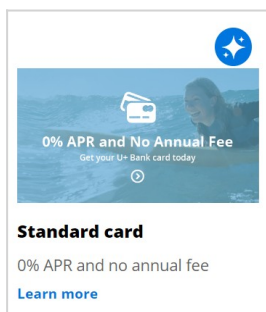 0% APR and No Annual Fee
Get your U+ Bank card today
Standard card
0% APR and no annual fee
Learn more